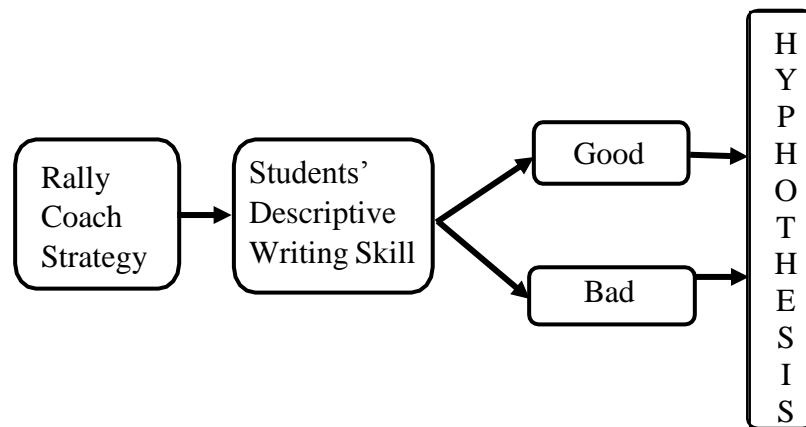 Rally
Coach
Strategy
Students’
Descriptive
Writing Skill
Good
Bad
H
Y
P
H
O
T
H
E
S
I
S